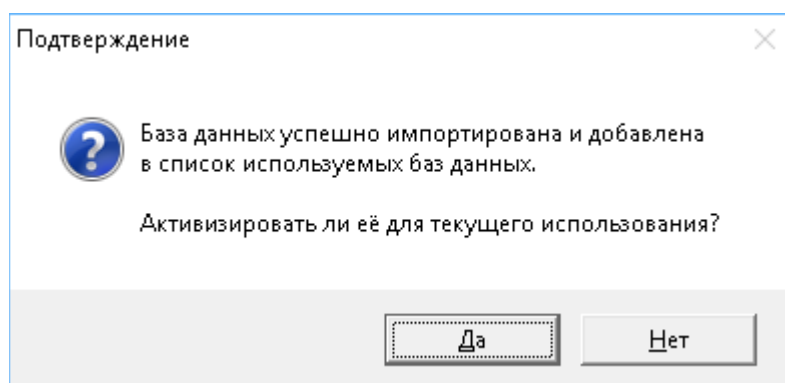 Подтверждение
База данных успешно импортирована и добавлена
в список используемых баз данных.
Активизировать ли её для текущего использования?
Да
Нет